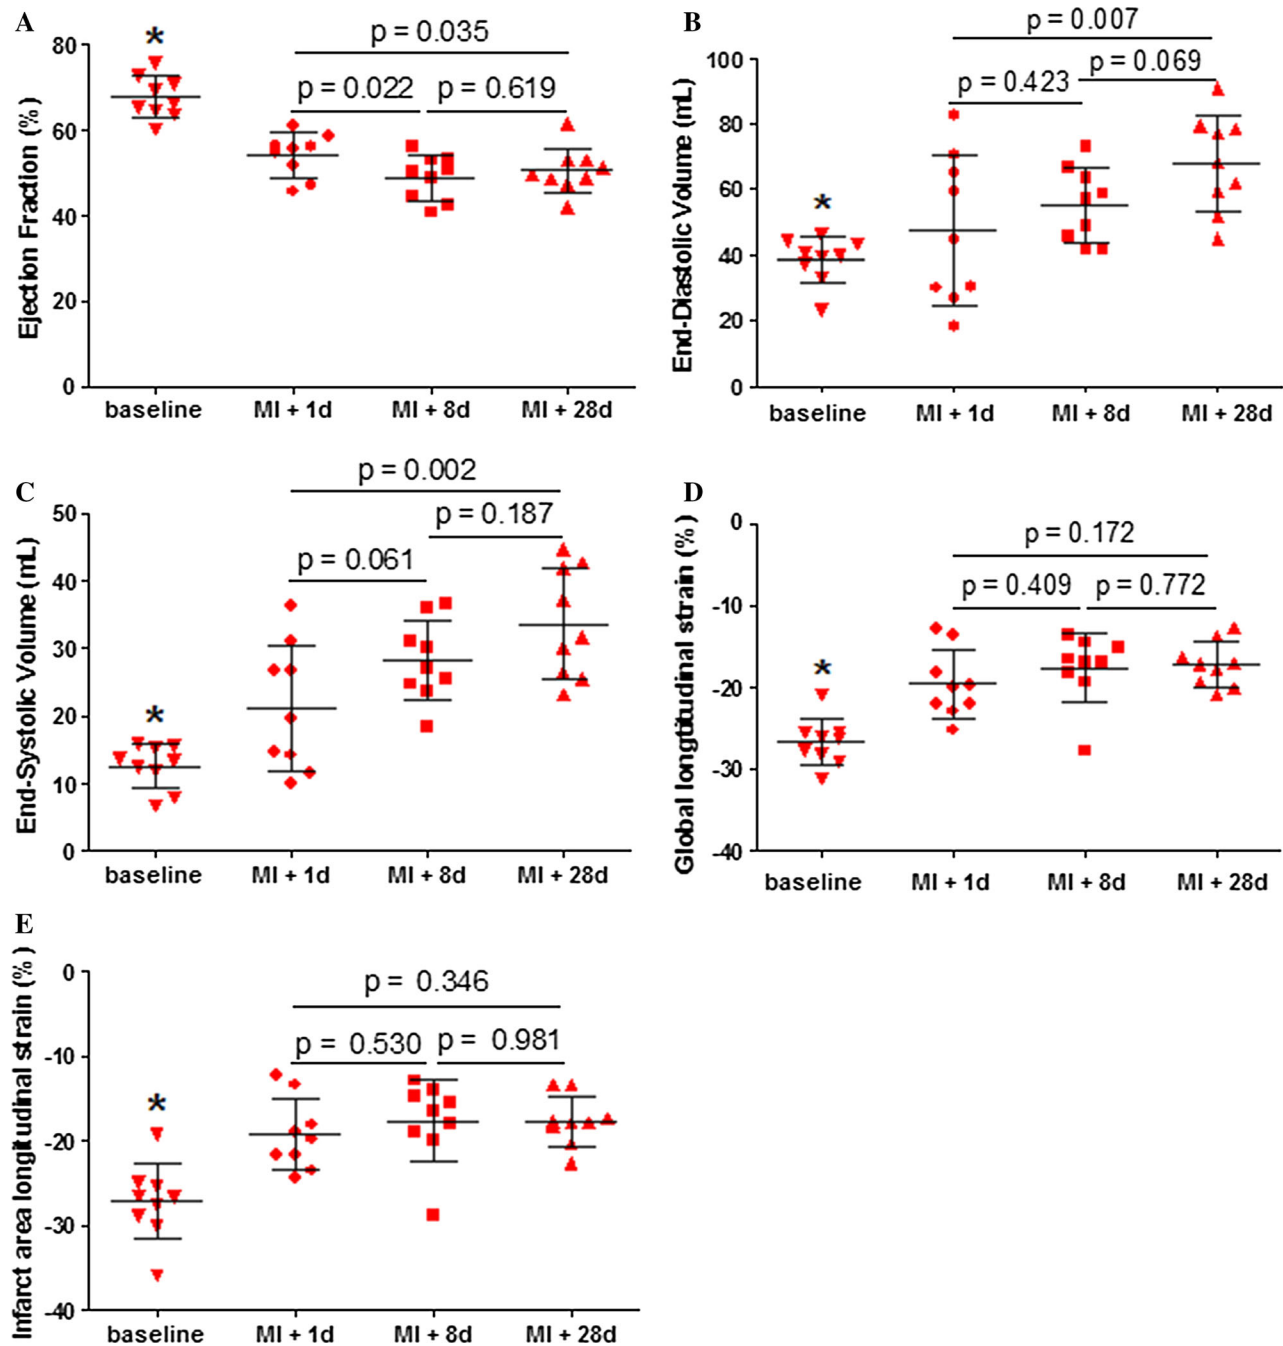 A
Ejection Fraction (%)
80
60
40
20
0
*
p = 0.035
p = 0.022
p = 0.619
baseline
MI + 1d
MI + 8d
MI + 28d
B
End-Diastolic Volume (mL)
100
80
60
40
20
0
*
p = 0.007
p = 0.423
p = 0.069
baseline
MI + 1d
MI + 8d
MI + 28d
C
End-Systolic Volume (mL)
50
40
30
20
10
0
*
p = 0.002
p = 0.061
p = 0.187
baseline
MI + 1d
MI + 8d
MI + 28d
D
Global longtitudinal strain (%)
0
-10
-20
-30
-40
*
p = 0.172
p = 0.409
p = 0.772
baseline
MI + 1d
MI + 8d
MI + 28d
E
Infarct area longitudinal strain (%)
0
-10
-20
-30
-40
*
p = 0.346
p = 0.530
p = 0.981
baseline
MI + 1d
MI + 8d
MI + 28d